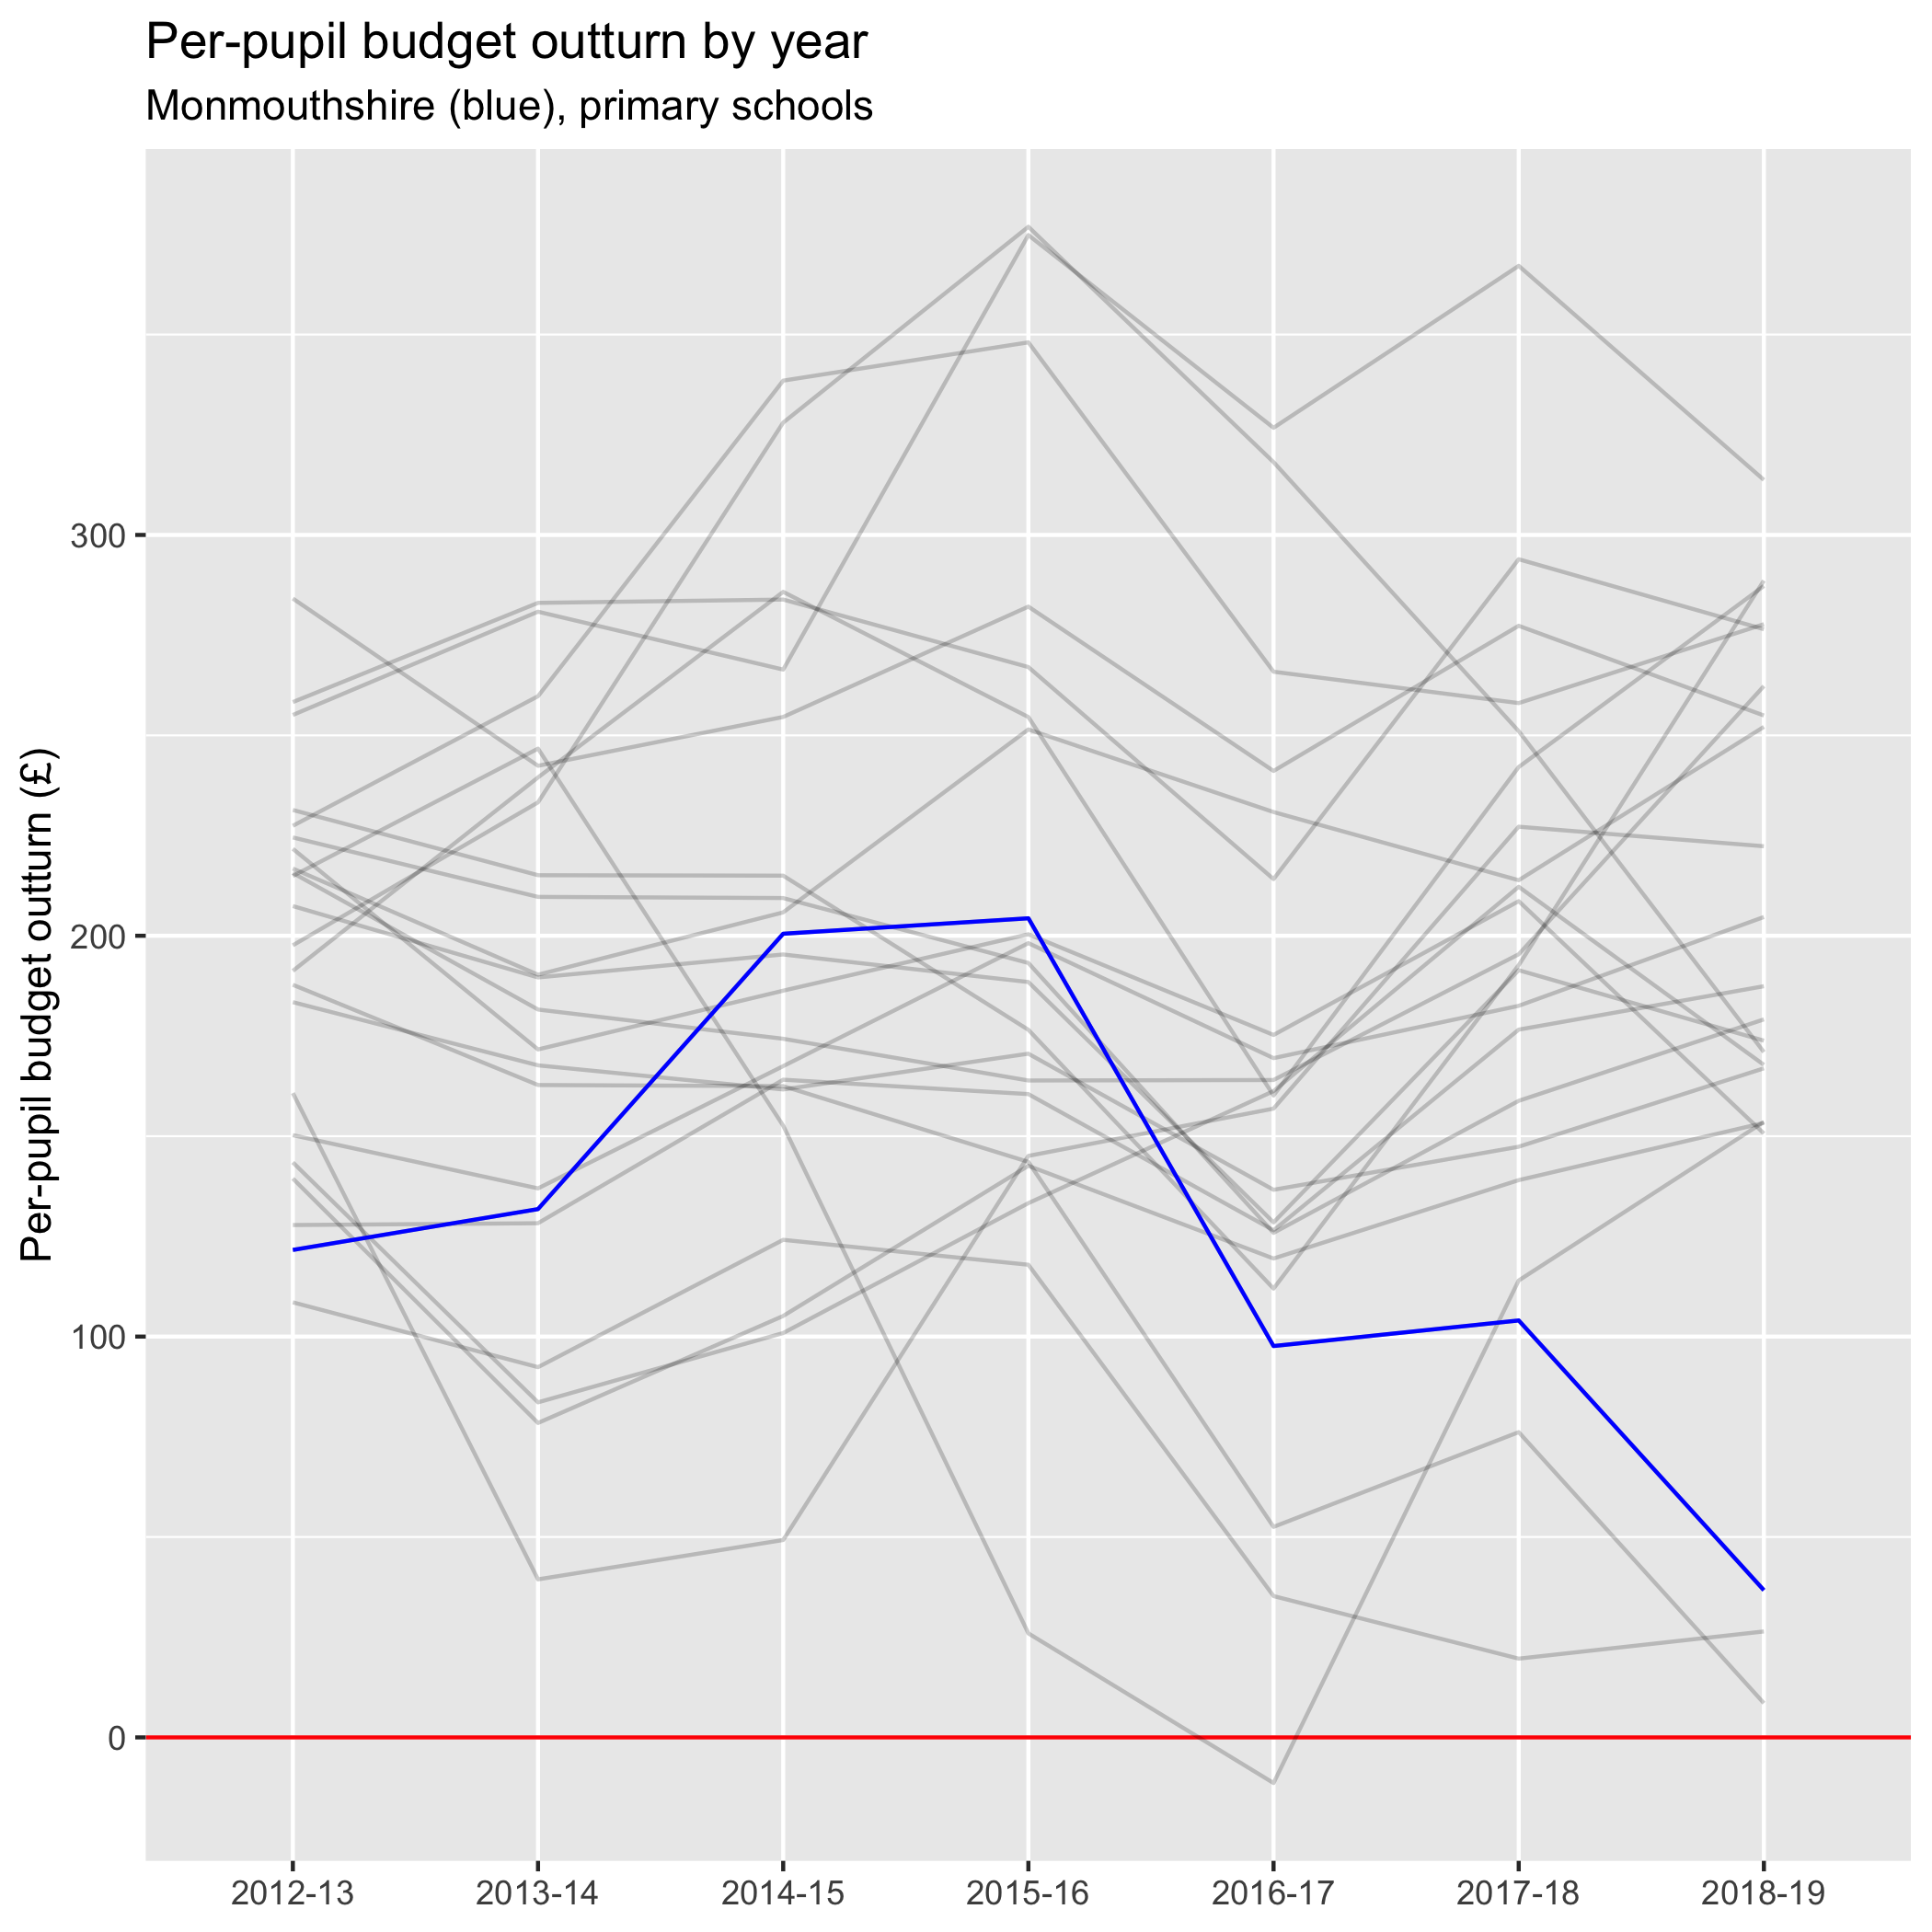 Per-pupil budget outturn by year
Monmouthshire (blue), primary schools
Per-pupil budget outturn (£)
300
200
100
0
2012-13 2013-14 2014-15 2015-16 2016-17 2017-18 2018-19